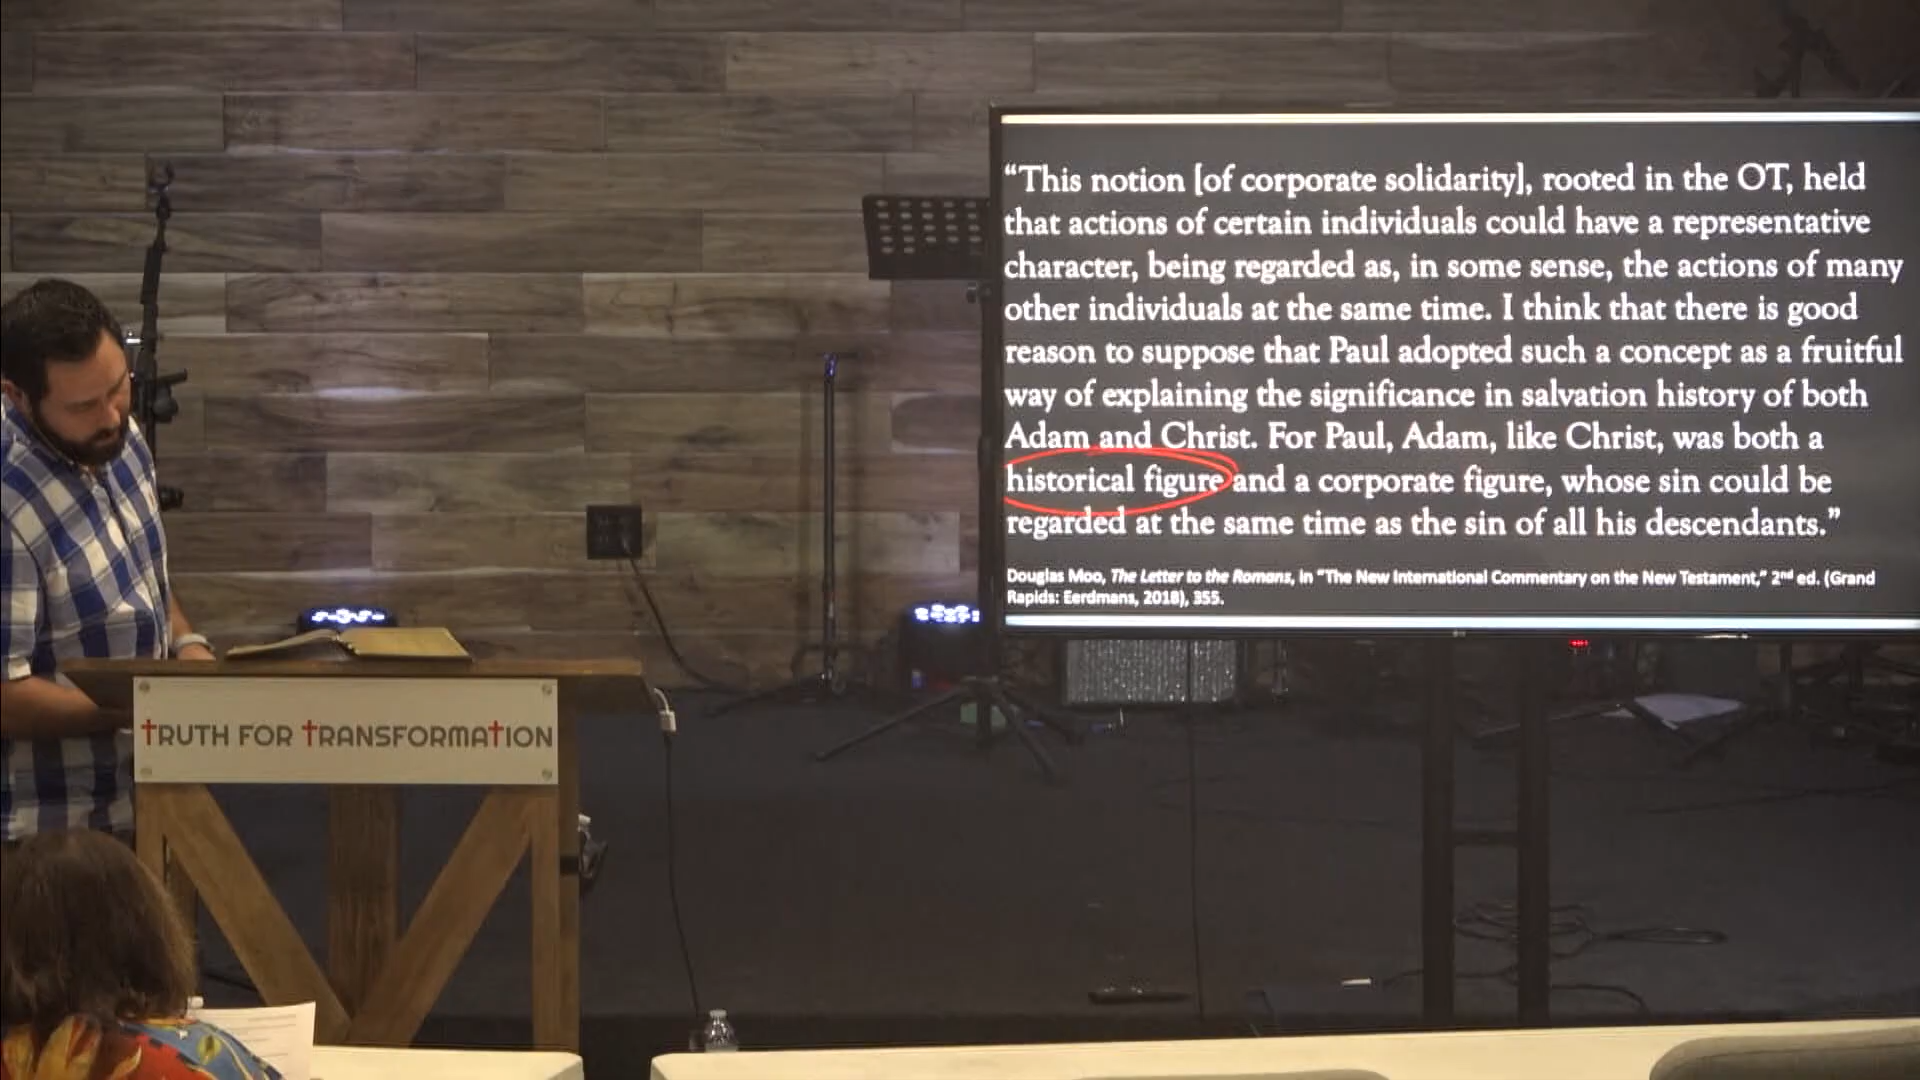 “This notion [of corporate solidarity], rooted in the OT, held
that actions of certain individuals could have a representative
character, being regarded as, in some sense, the actions of many
other individuals at the same time. I think that there is good
reason to suppose that Paul adopted such a concept as a fruitful
way of explaining the significance in salvation history of both
Adam and Christ. For Paul, Adam, like Christ, was both a
historical figure and a corporate figure, whose sin could be
regarded at the same time as the sin of all his descendants.”
Douglas Moo, The Letter to the Romans, in “The New International Commentary on the New Testament,” 2nd ed. (Grand
Rapids: Eerdmans, 2018), 355.
TRUTH FOR TRANSFORMATION